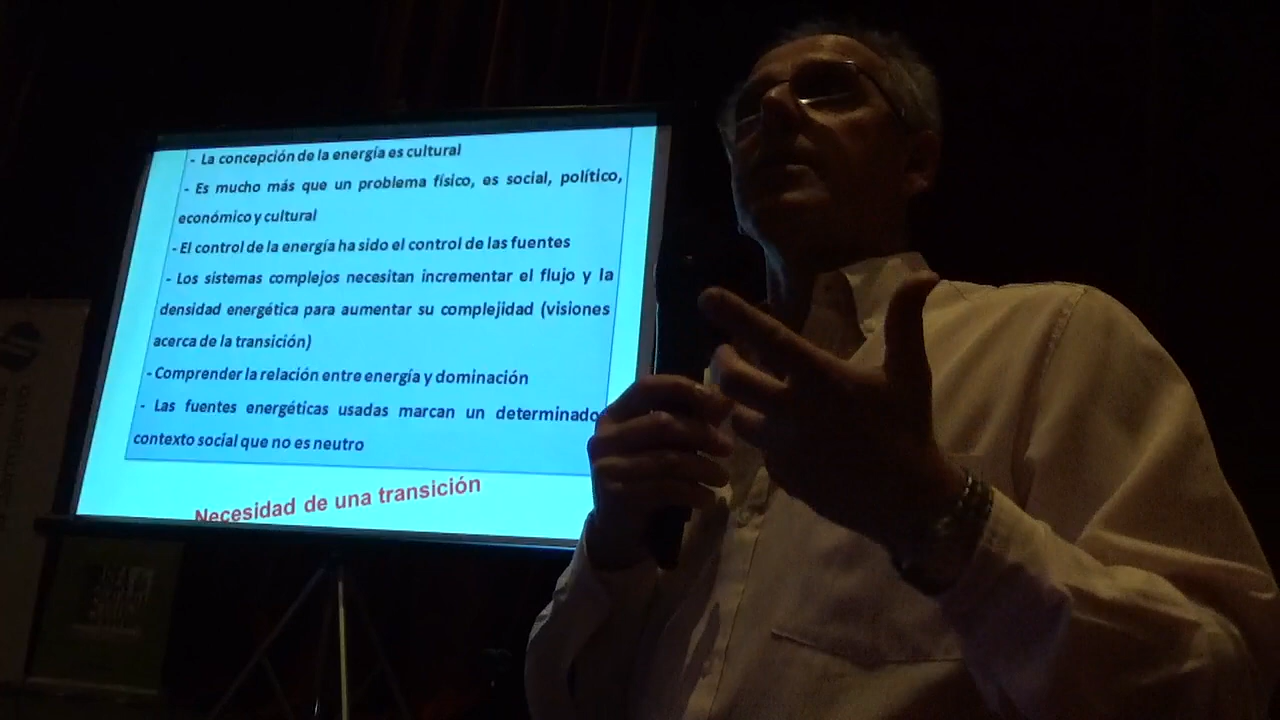 - La concepción de la energía es cultural
- Es mucho más que un problema físico, es social, político,
económico y cultural
- El control de la energía ha sido el control de las fuentes
- Los sistemas complejos necesitan incrementar el flujo y la
densidad energética para aumentar su complejidad (visiones
acerca de la transición)
- Comprender la relación entre energía y dominación
- Las fuentes energéticas usadas marcan un determinado
contexto social que no es neutro
Necesidad de una transición